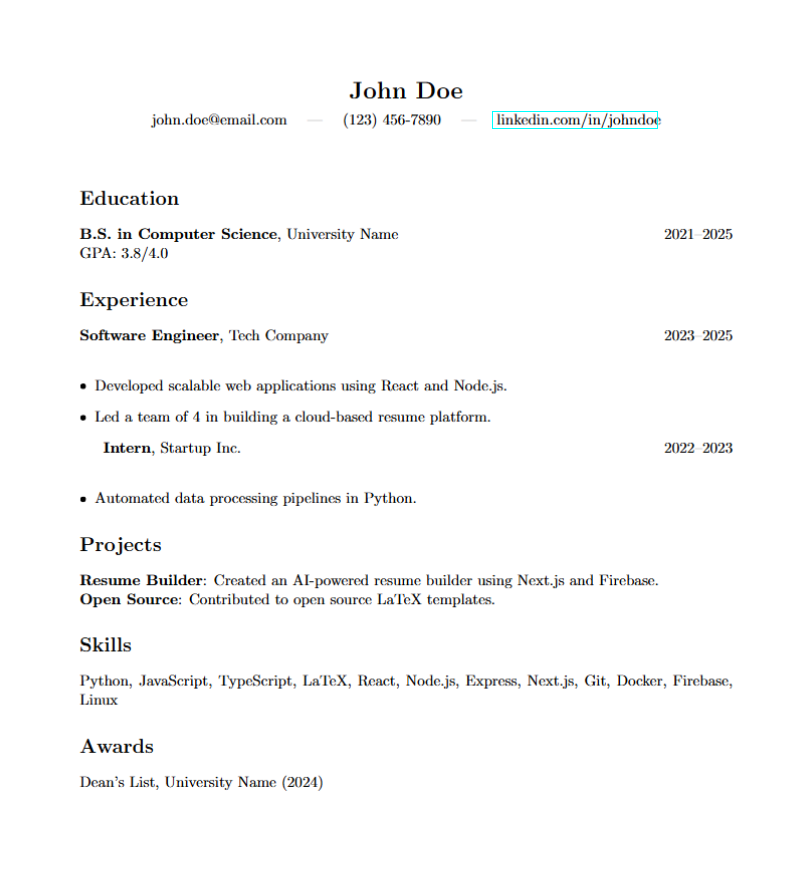 John Doe
john.doe@email.com — (123) 456-7890 — linkedin.com/in/johndoe
Education
B.S. in Computer Science, University Name 2021–2025
GPA: 3.8/4.0
Experience
Software Engineer, Tech Company 2023–2025
• Developed scalable web applications using React and Node.js.
• Led a team of 4 in building a cloud-based resume platform.
Intern, Startup Inc. 2022–2023
• Automated data processing pipelines in Python.
Projects
Resume Builder: Created an AI-powered resume builder using Next.js and Firebase.
Open Source: Contributed to open source LaTeX templates.
Skills
Python, JavaScript, TypeScript, LaTeX, React, Node.js, Express, Next.js, Git, Docker, Firebase,
Linux
Awards
Dean's List, University Name (2024)